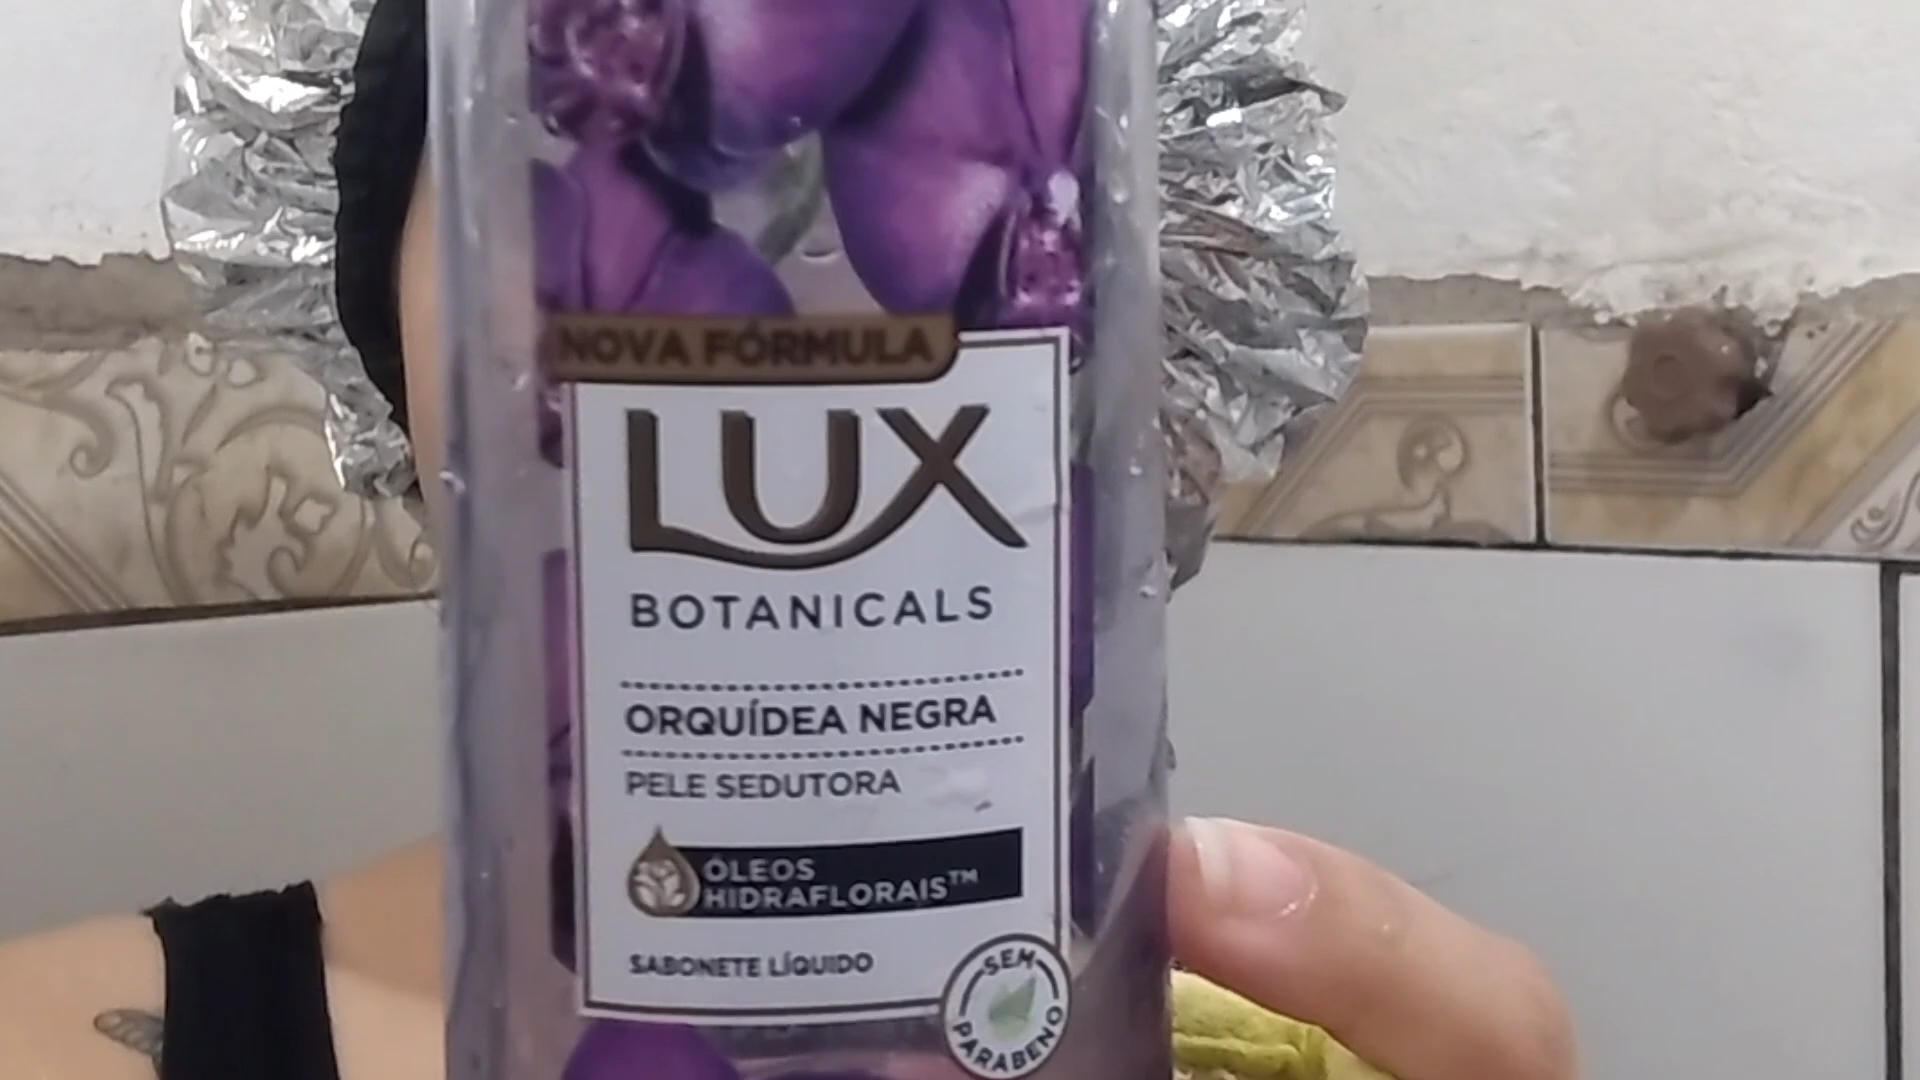 NOVA FÓRMULA
LUX
BOTANICALS
ORQUÍDEA NEGRA
PELE SEDUTORA
ÓLEOS
HIDRAFLORAIS™
SABONETE LÍQUIDO
SEM
PARABENO